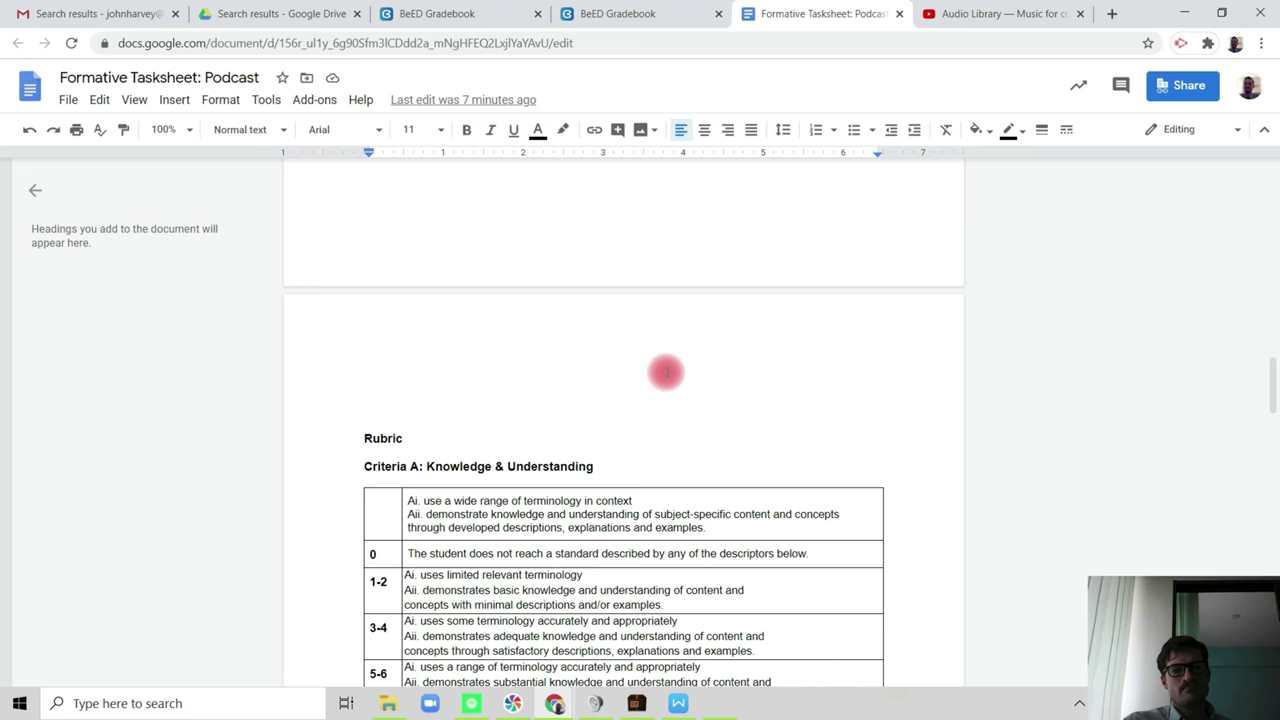 Search results - johnharvey@
Search results - Google Drive
BeED Gradebook
BeED Gradebook
Formative Tasksheet: Podcast
Audio Library — Music for co
docs.google.com/document/d/156r_ul1y_6g90Sfm3lCDdd2a_mNgHFEQ2LxjlYaYAvU/edit
Formative Tasksheet: Podcast
Share
File Edit View Insert Format Tools Add-ons Help Last edit was 7 minutes ago
100% Normal text Arial 11 B I U A Editing
1 1 2 3 4 5 6 7
Headings you add to the document will
appear here.
Rubric
Criteria A: Knowledge & Understanding
Ai. use a wide range of terminology in context
Aii. demonstrate knowledge and understanding of subject-specific content and concepts
through developed descriptions, explanations and examples.
0 The student does not reach a standard described by any of the descriptors below.
1-2 Ai. uses limited relevant terminology
Aii. demonstrates basic knowledge and understanding of content and
concepts with minimal descriptions and/or examples.
3-4 Ai. uses some terminology accurately and appropriately
Aii. demonstrates adequate knowledge and understanding of content and
concepts through satisfactory descriptions, explanations and examples.
5-6 Ai. uses a range of terminology accurately and appropriately
Aii. demonstrates substantial knowledge and understanding of content and
Type here to search